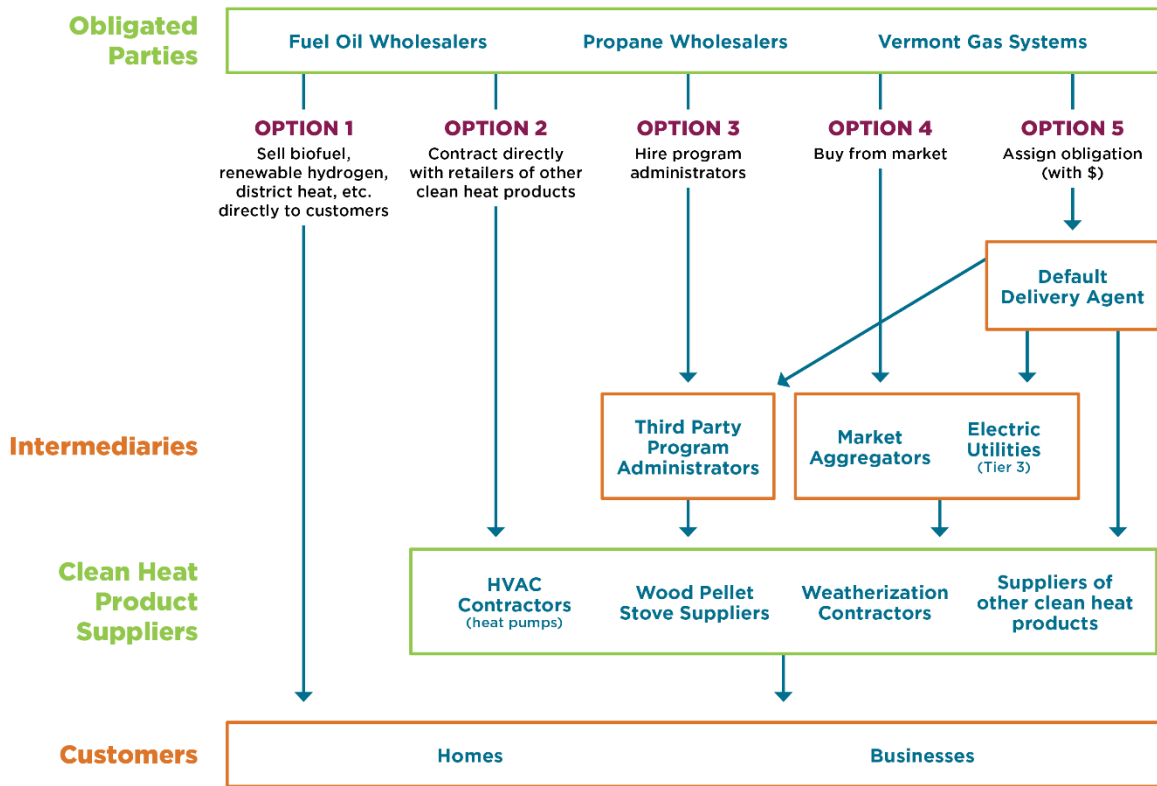 Obligated
Parties
Fuel Oil Wholesalers
Propane Wholesalers
Vermont Gas Systems
OPTION 1
Sell biofuel,
renewable hydrogen,
district heat, etc.
directly to customers
OPTION 2
Contract directly
with retailers of other
clean heat products
OPTION 3
Hire program
administrators
OPTION 4
Buy from market
OPTION 5
Assign obligation
(with $)
Default
Delivery Agent
Intermediaries
Third Party
Program
Administrators
Market
Aggregators
Electric
Utilities
(Tier 3)
Clean Heat
Product
Suppliers
HVAC
Contractors
(heat pumps)
Wood Pellet
Stove Suppliers
Weatherization
Contractors
Suppliers of
other clean heat
products
Customers
Homes
Businesses